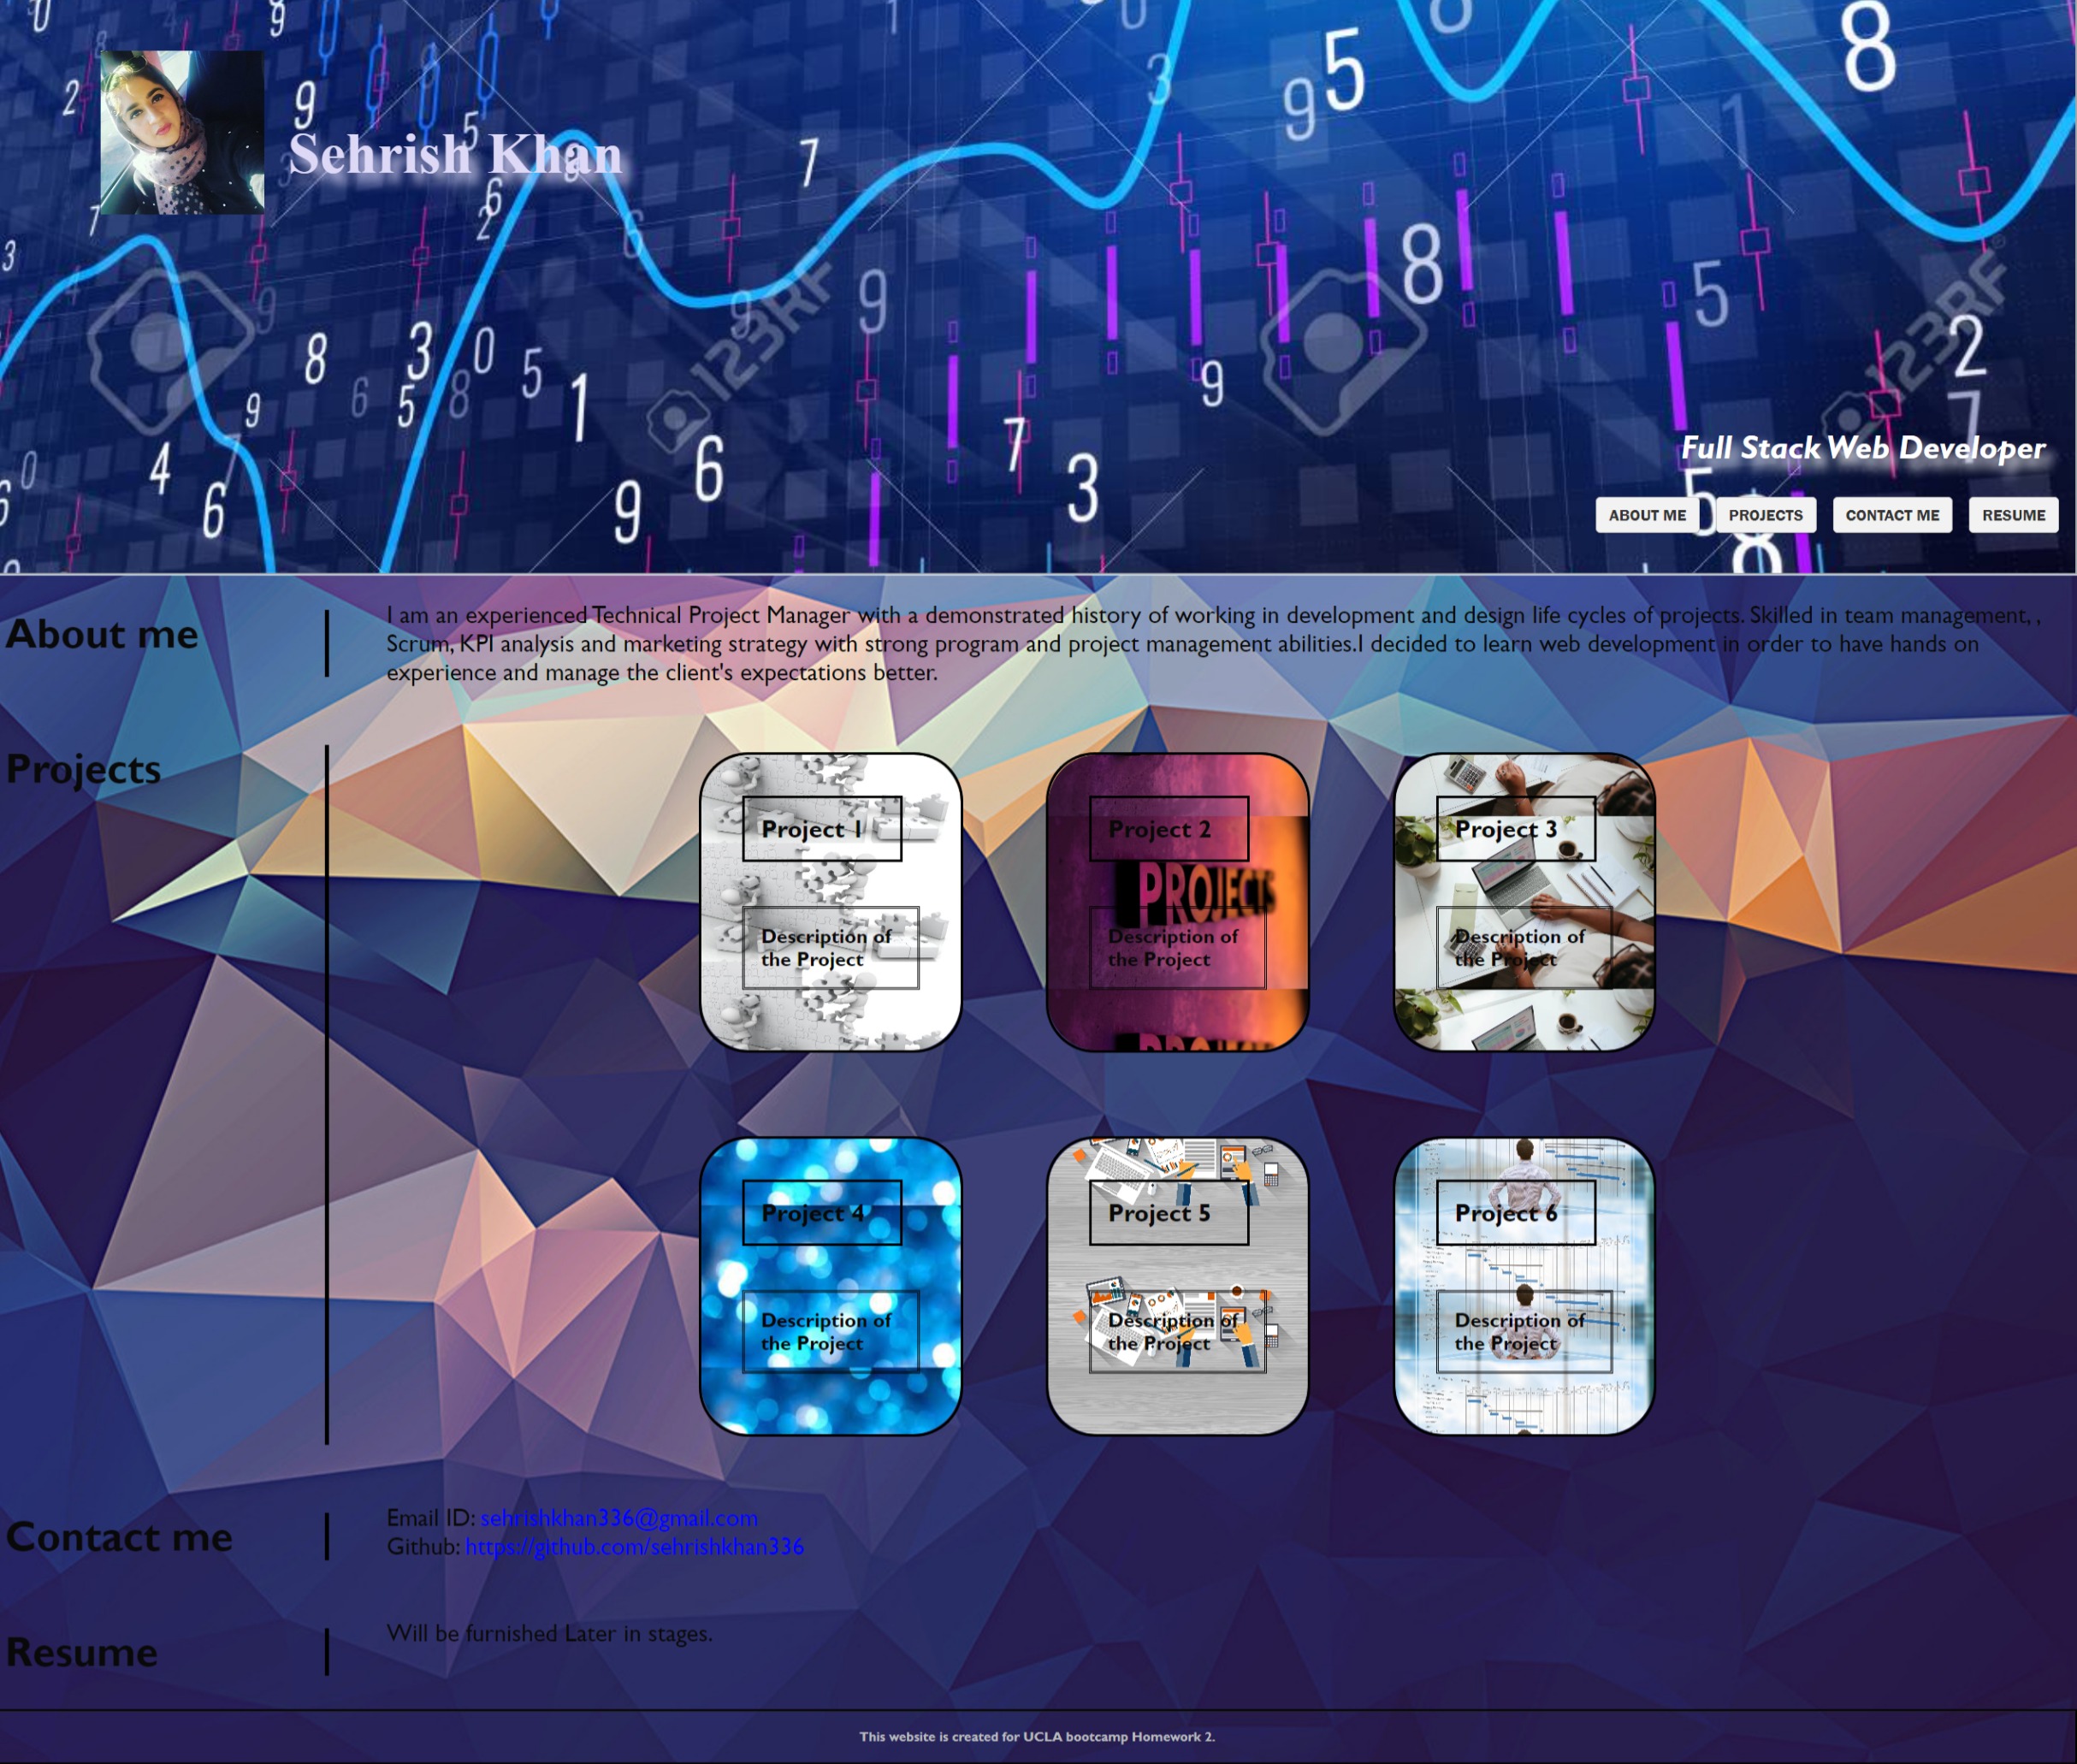 Sehrish Khan
123RF
123RF
Full Stack Web Developer
ABOUT ME
PROJECTS
CONTACT ME
RESUME
About me
I am an experienced Technical Project Manager with a demonstrated history of working in development and design life cycles of projects. Skilled in team management, ,
Scrum, KPI analysis and marketing strategy with strong program and project management abilities.I decided to learn web development in order to have hands on
experience and manage the client's expectations better.
Projects
Project 1
Description of
the Project
Project 2
PROJECTS
Description of
the Project
Project 3
Description of
the Project
Project 4
Description of
the Project
Project 5
Description of
the Project
Project 6
Description of
the Project
Contact me
Email ID: sehrishkhan336@gmail.com
Github: https://github.com/sehrishkhan336
Resume
Will be furnished Later in stages.
This website is created for UCLA bootcamp Homework 2.